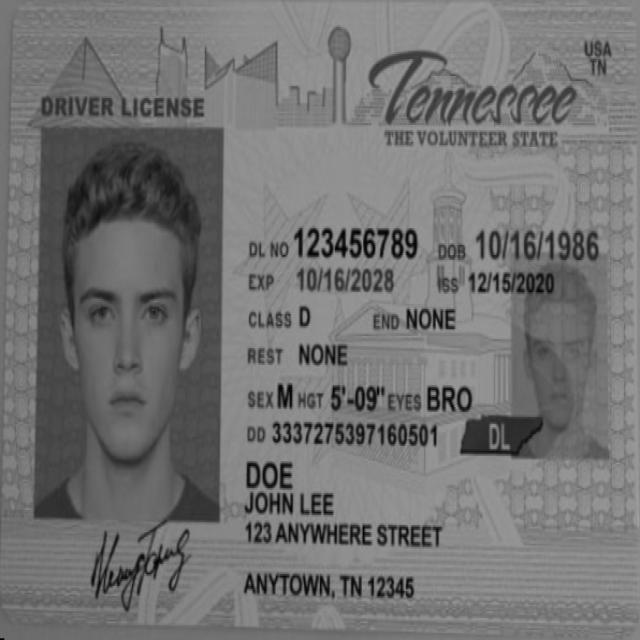 USA
TN
Tennessee
DRIVER LICENSE
THE VOLUNTEER STATE
DL NO 123456789 DOB 10/16/1986
EXP 10/16/2028 ISS 12/15/2020
CLASS D END NONE
REST NONE
SEX M HGT 5'-09" EYES BRO
DD 3337275397160501
DL
DOE
JOHN LEE
123 ANYWHERE STREET
ANYTOWN, TN 12345